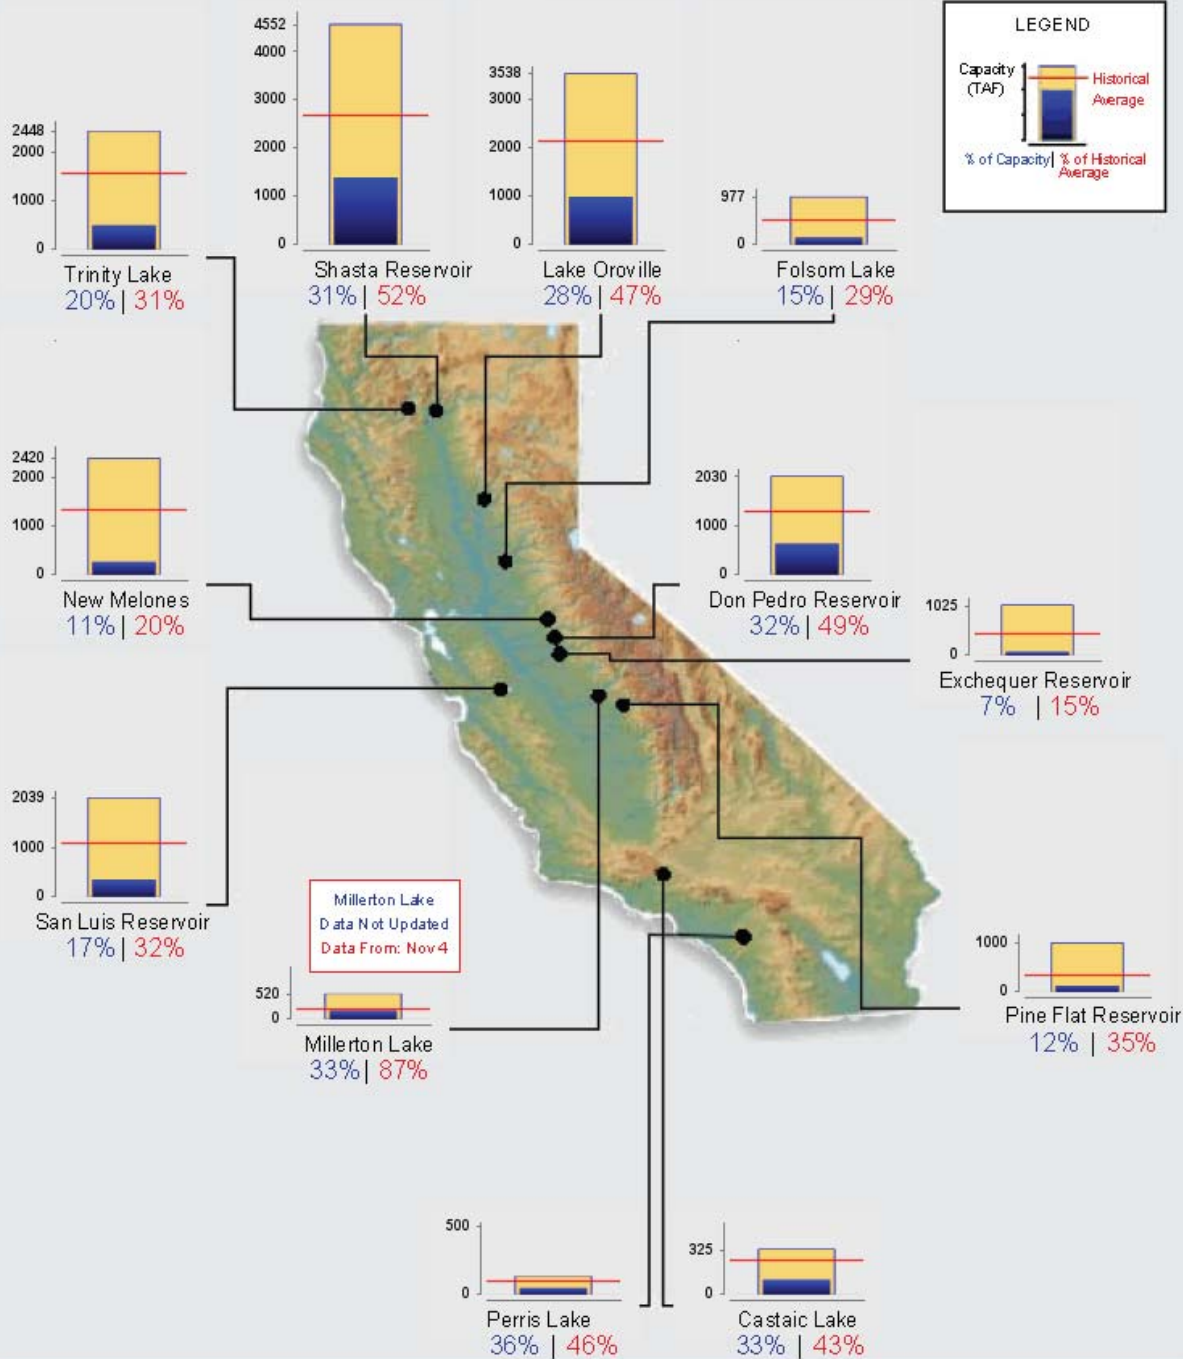 LEGEND
Capacity
(TAF)
Historical
Average
% of Capacity | % of Historical
Average
4552
4000
3000
2000
1000
0
Shasta Reservoir
31% | 52%
3538
3000
2000
1000
0
Lake Oroville
28% | 47%
2448
2000
1000
0
Trinity Lake
20% | 31%
977
0
Folsom Lake
15% | 29%
2420
2000
1000
0
New Melones
11% | 20%
2030
1000
0
Don Pedro Reservoir
32% | 49%
1025
0
Exchequer Reservoir
7% | 15%
2039
1000
0
San Luis Reservoir
17% | 32%
Millerton Lake
Data Not Updated
Data From: Nov 4
520
0
Millerton Lake
33% | 87%
1000
0
Pine Flat Reservoir
12% | 35%
500
0
Perris Lake
36% | 46%
325
0
Castaic Lake
33% | 43%